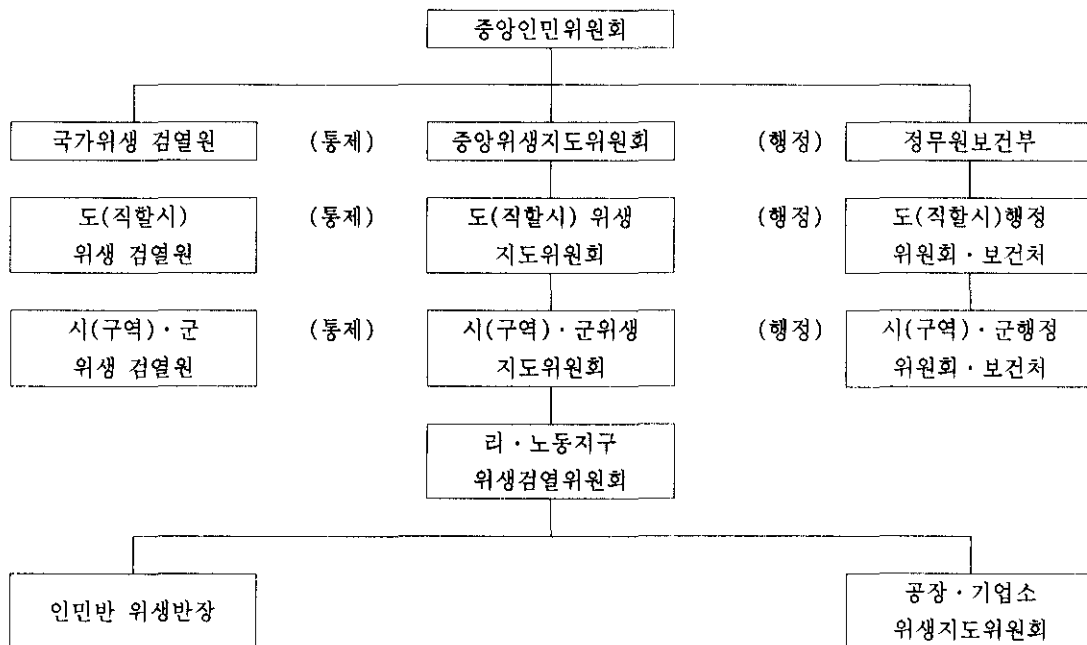 중앙인민위원회
국가위생 검열원 (통제) 중앙위생지도위원회 (행정) 정무원보건부
도(직할시) (통제) 도(직할시) 위생 (행정) 도(직할시)행정
위생 검열원 지도위원회 위원회·보건처
시(구역)·군 (통제) 시(구역)·군위생 (행정) 시(구역)·군행정
위생 검열원 지도위원회 위원회·보건처
리·노동지구
위생검열위원회
인민반 위생반장
공장·기업소
위생지도위원회